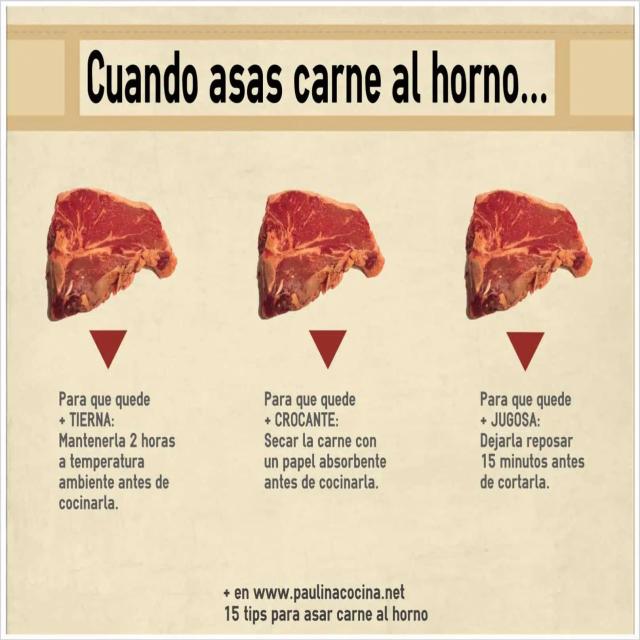 Cuando asas carne al horno...
Para que quede
+ TIERNA:
Mantenerla 2 horas
a temperatura
ambiente antes de
cocinarla.
Para que quede
+ CROCANTE:
Secar la carne con
un papel absorbente
antes de cocinarla.
Para que quede
+ JUGOSA:
Dejarla reposar
15 minutos antes
de cortarla.
+ en www.paulinacocina.net
15 tips para asar carne al horno